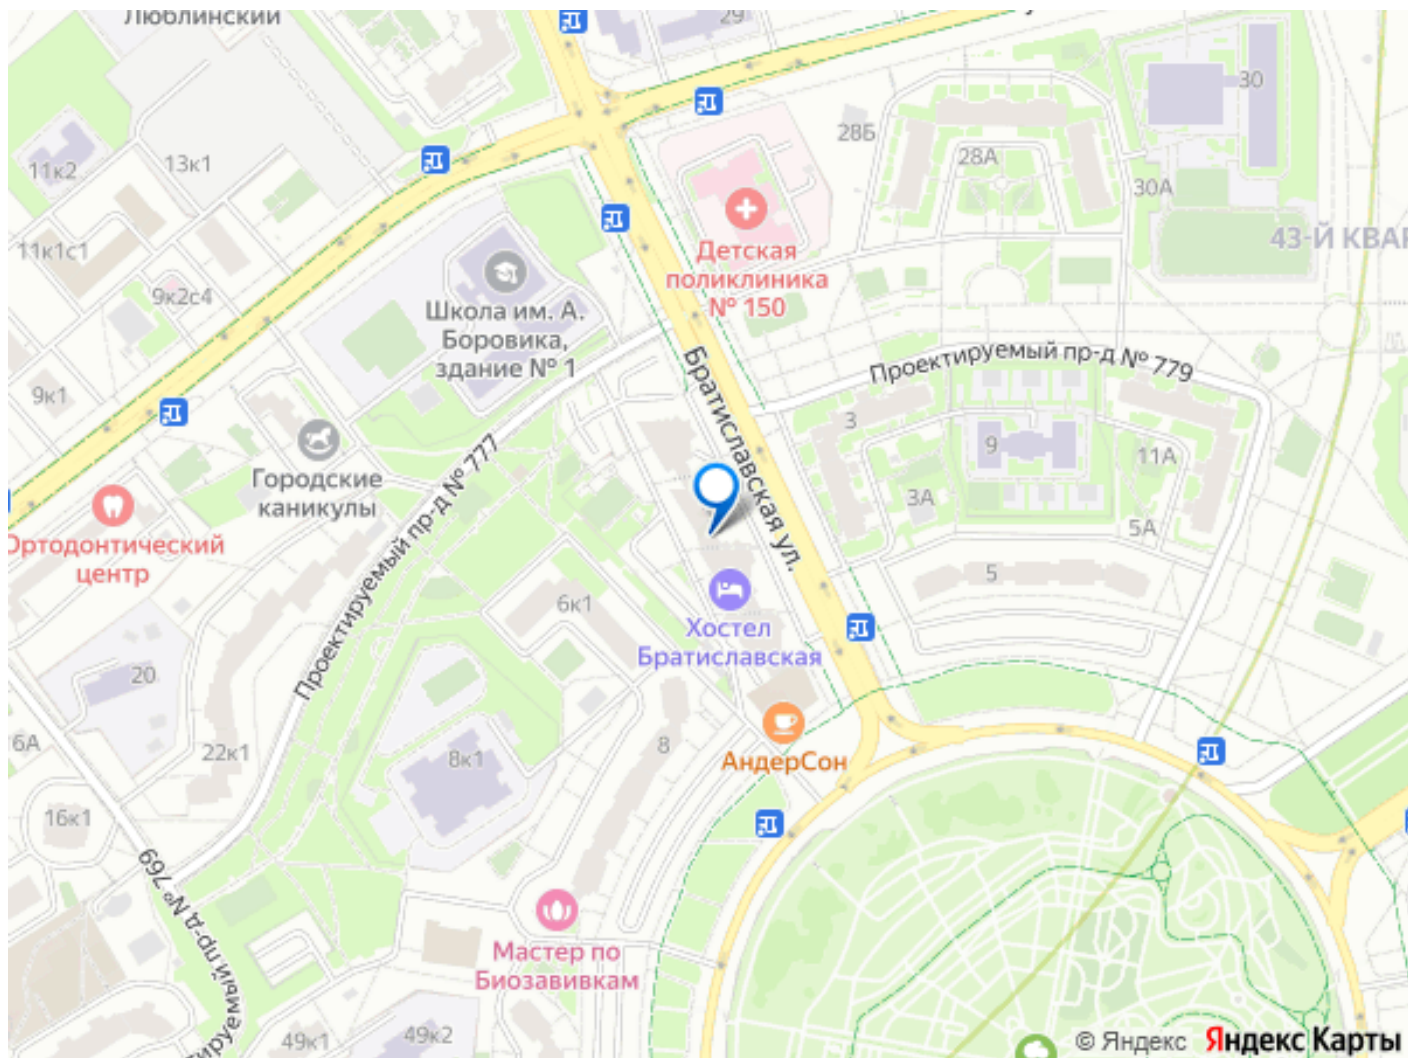 Люблинский
29
30
28Б
28А
30А
11к2
13к1
11к1с1
9к2с4
9к1
43-Й КВАР
Детская
поликлиника
№ 150
Школа им. А.
Боровика,
здание № 1
Братиславская ул.
Проектируемый пр-д № 779
3
9
11А
3А
5А
5
Городские
каникулы
Проектируемый пр-д № 777
Ортодонтический
центр
6к1
Хостел
Братиславская
20
6А
22к1
8к1
8
АндерСон
16к1
Проектируемый пр-д № 769
Мастер по
Биозавивкам
49к1
49к2
© Яндекс Яндекс Карты